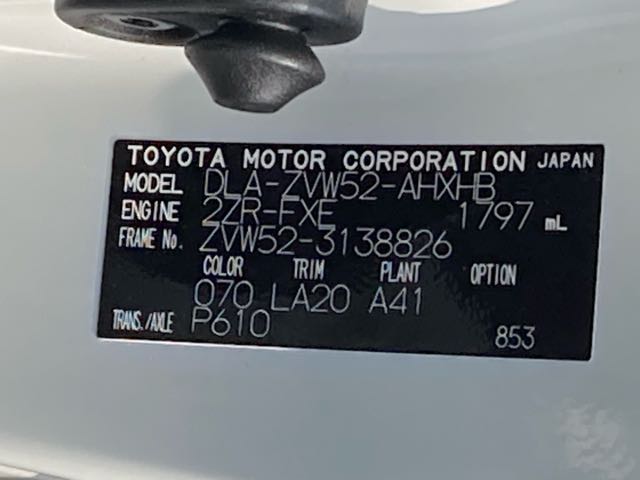 TOYOTA MOTOR CORPORATION JAPAN
MODEL DLA-ZVW52-AHXHB
ENGINE 2ZR-FXE 1797 mL
FRAME No. ZVW52-3138826
COLOR TRIM PLANT OPTION
070 LA20 A41
TRANS./AXLE P610 853